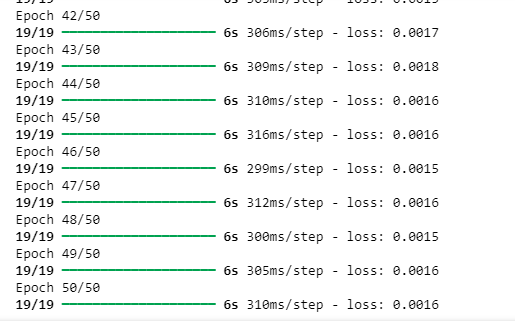 Epoch 42/50
19/19 ━━━━━━━━━━━━━━━━━━━━ 6s 306ms/step - loss: 0.0017
Epoch 43/50
19/19 ━━━━━━━━━━━━━━━━━━━━ 6s 309ms/step - loss: 0.0018
Epoch 44/50
19/19 ━━━━━━━━━━━━━━━━━━━━ 6s 310ms/step - loss: 0.0016
Epoch 45/50
19/19 ━━━━━━━━━━━━━━━━━━━━ 6s 316ms/step - loss: 0.0016
Epoch 46/50
19/19 ━━━━━━━━━━━━━━━━━━━━ 6s 299ms/step - loss: 0.0015
Epoch 47/50
19/19 ━━━━━━━━━━━━━━━━━━━━ 6s 312ms/step - loss: 0.0016
Epoch 48/50
19/19 ━━━━━━━━━━━━━━━━━━━━ 6s 300ms/step - loss: 0.0015
Epoch 49/50
19/19 ━━━━━━━━━━━━━━━━━━━━ 6s 305ms/step - loss: 0.0016
Epoch 50/50
19/19 ━━━━━━━━━━━━━━━━━━━━ 6s 310ms/step - loss: 0.0016